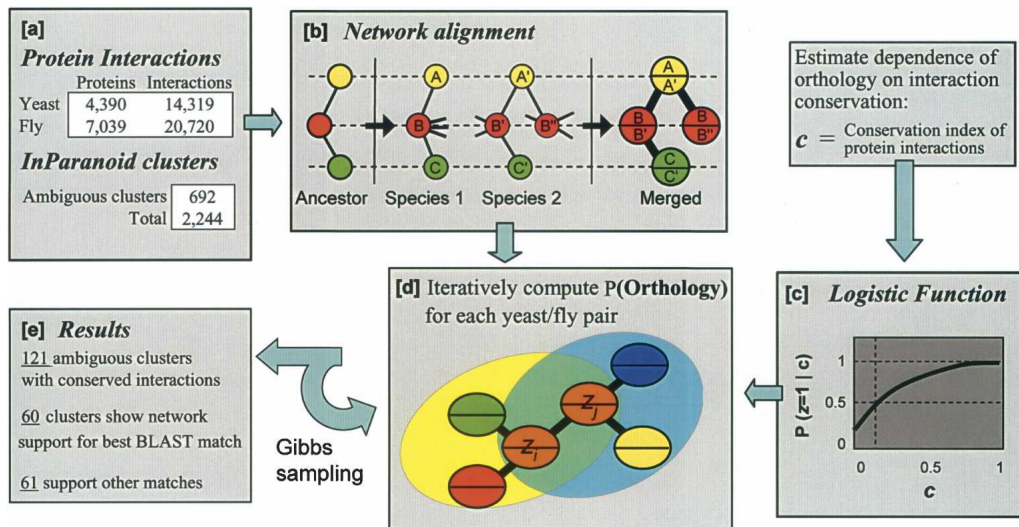 [a]
Protein Interactions
Proteins Interactions
Yeast 4,390 14,319
Fly 7,039 20,720
InParanoid clusters
Ambiguous clusters 692
Total 2,244
[b] Network alignment
A A' A
A'
B B' B" B B
B' B"
C C' C
C'
Ancestor Species 1 Species 2 Merged
Estimate dependence of
orthology on interaction
conservation:
c = Conservation index of
protein interactions
[c] Logistic Function
P (z=1 | c)
1
0.5
0
0 0.5 1
c
[d] Iteratively compute P(Orthology)
for each yeast/fly pair
zj
zi
Gibbs
sampling
[e] Results
121 ambiguous clusters
with conserved interactions
60 clusters show network
support for best BLAST match
61 support other matches